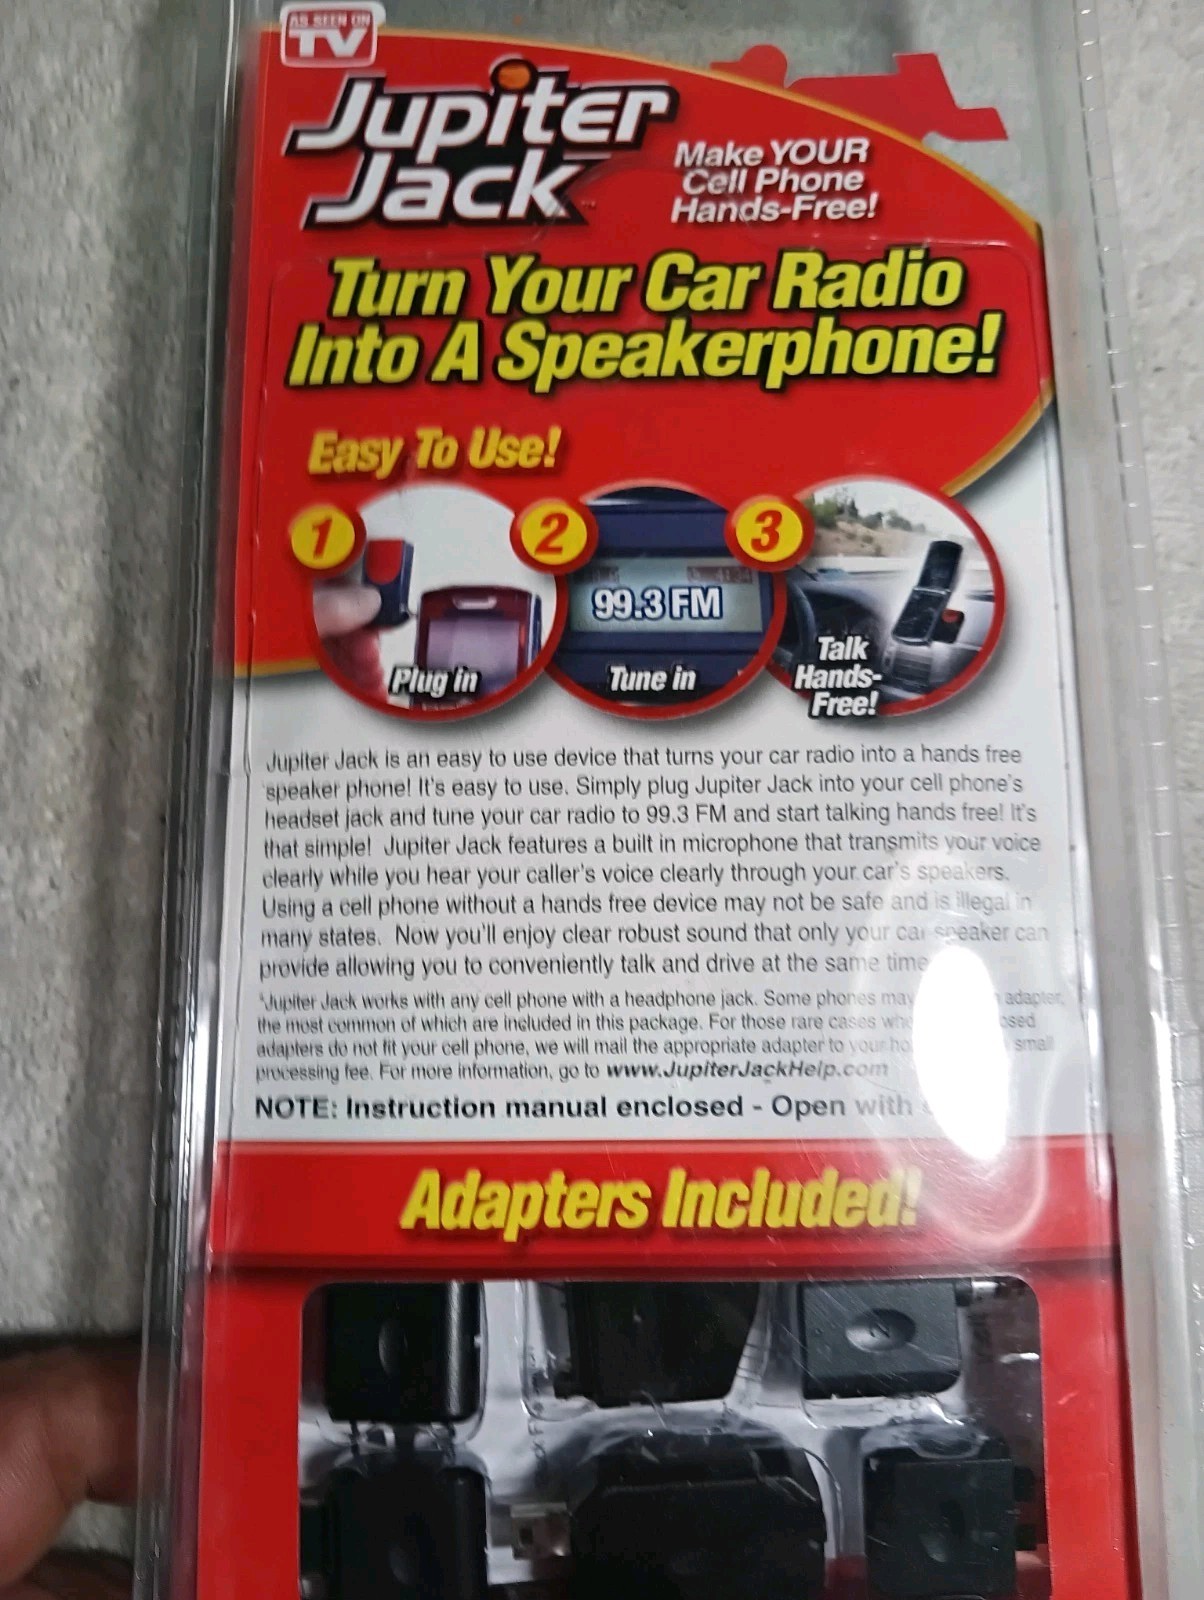 AS SEEN ON
TV
Jupiter
Jack
Make YOUR
Cell Phone
Hands-Free!
Turn Your Car Radio
Into A Speakerphone!
Easy To Use!
1
2
3
99.3 FM
Plug in
Tune in
Talk
Hands-
Free!
Jupiter Jack is an easy to use device that turns your car radio into a hands free
speaker phone! It's easy to use. Simply plug Jupiter Jack into your cell phone's
headset jack and tune your car radio to 99.3 FM and start talking hands free! It's
that simple! Jupiter Jack features a built in microphone that transmits your voice
clearly while you hear your caller's voice clearly through your car's speakers.
Using a cell phone without a hands free device may not be safe and is illegal in
many states. Now you'll enjoy clear robust sound that only your car speaker can
provide allowing you to conveniently talk and drive at the same time
*Jupiter Jack works with any cell phone with a headphone jack. Some phones may adapter,
the most common of which are included in this package. For those rare cases
adapters do not fit your cell phone, we will mail the appropriate adapter to your small
processing fee. For more information, go to www.JupiterJackHelp.com
NOTE: Instruction manual enclosed - Open with
Adapters Included!